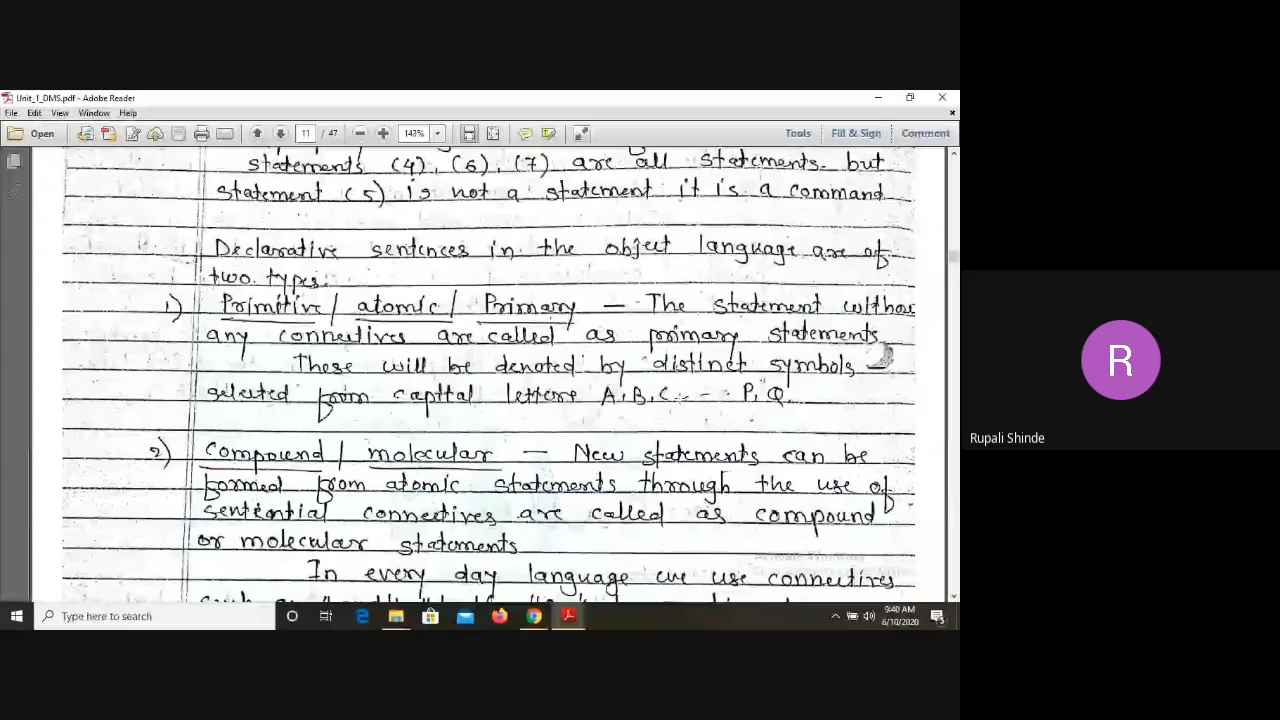 Unit_1_DMS.pdf - Adobe Reader
File Edit View Window Help
Open 11 / 47 143% Tools Fill & Sign Comment
statements (4), (6), (7) are all statements. but
statement (5) is not a statement it is a command
Declarative sentences in the object language are of
two types.
1) Primitive / atomic / Primary — The statement withou
any connectives are called as primary statements
These will be denoted by distinct symbols –
selected from capital letters A, B, C, - - P, Q
2) Compound / molecular — New statements can be
formed from atomic statements through the use of
sentential connectives are called as compound
or molecular statements
In every day language we use connectives
R
Rupali Shinde
Type here to search
9:40 AM
6/10/2020